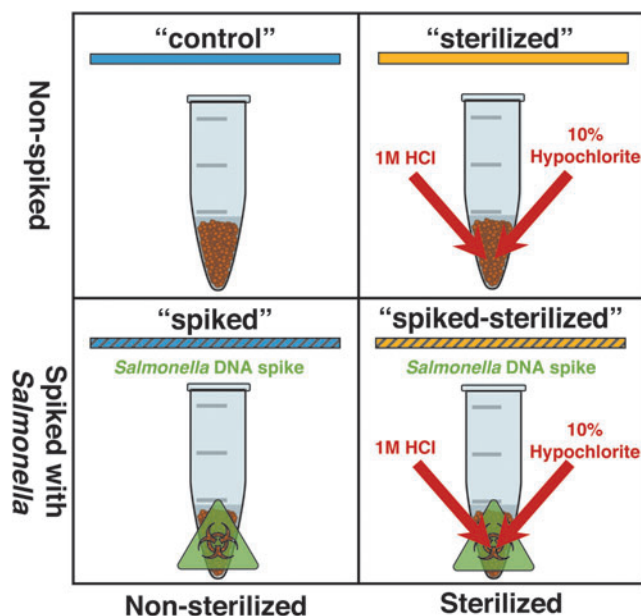 “control”
“sterilized”
Non-spiked
1M HCl
10%
Hypochlorite
“spiked”
“spiked-sterilized”
Spiked with
Salmonella
Salmonella DNA spike
Salmonella DNA spike
1M HCl
10%
Hypochlorite
Non-sterilized
Sterilized